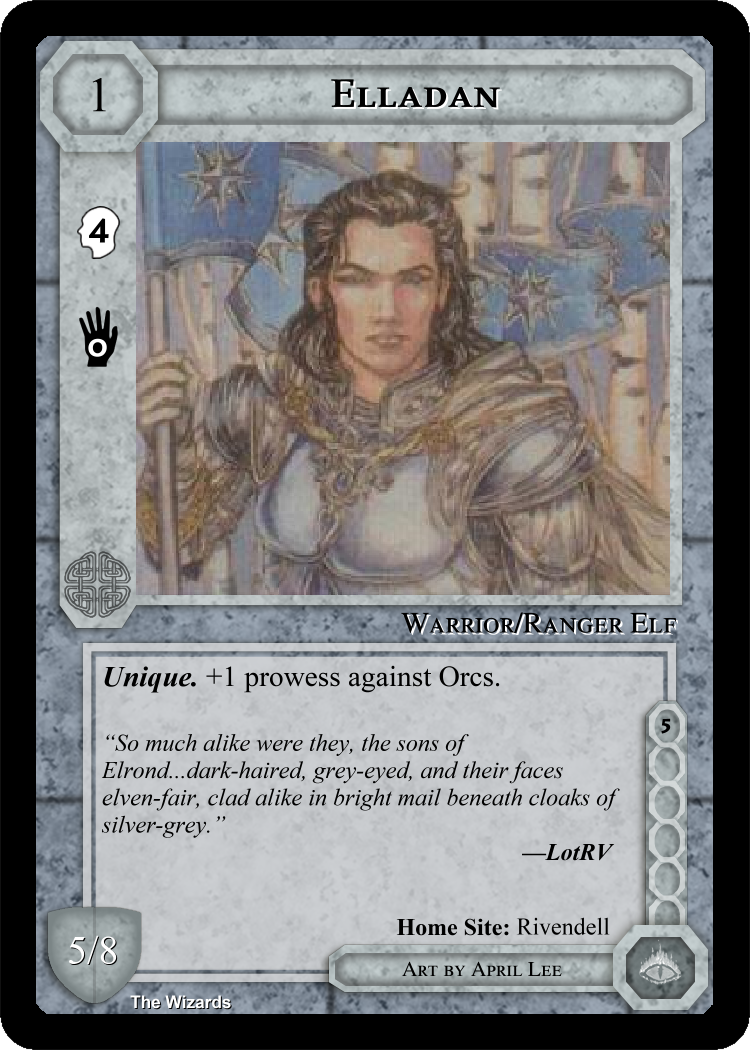 1
Elladan
4
0
Warrior/Ranger Elf
Unique. +1 prowess against Orcs.
“So much alike were they, the sons of
Elrond...dark-haired, grey-eyed, and their faces
elven-fair, clad alike in bright mail beneath cloaks of
silver-grey.”
—LotRV
5
Home Site: Rivendell
5/8
Art by April Lee
The Wizards